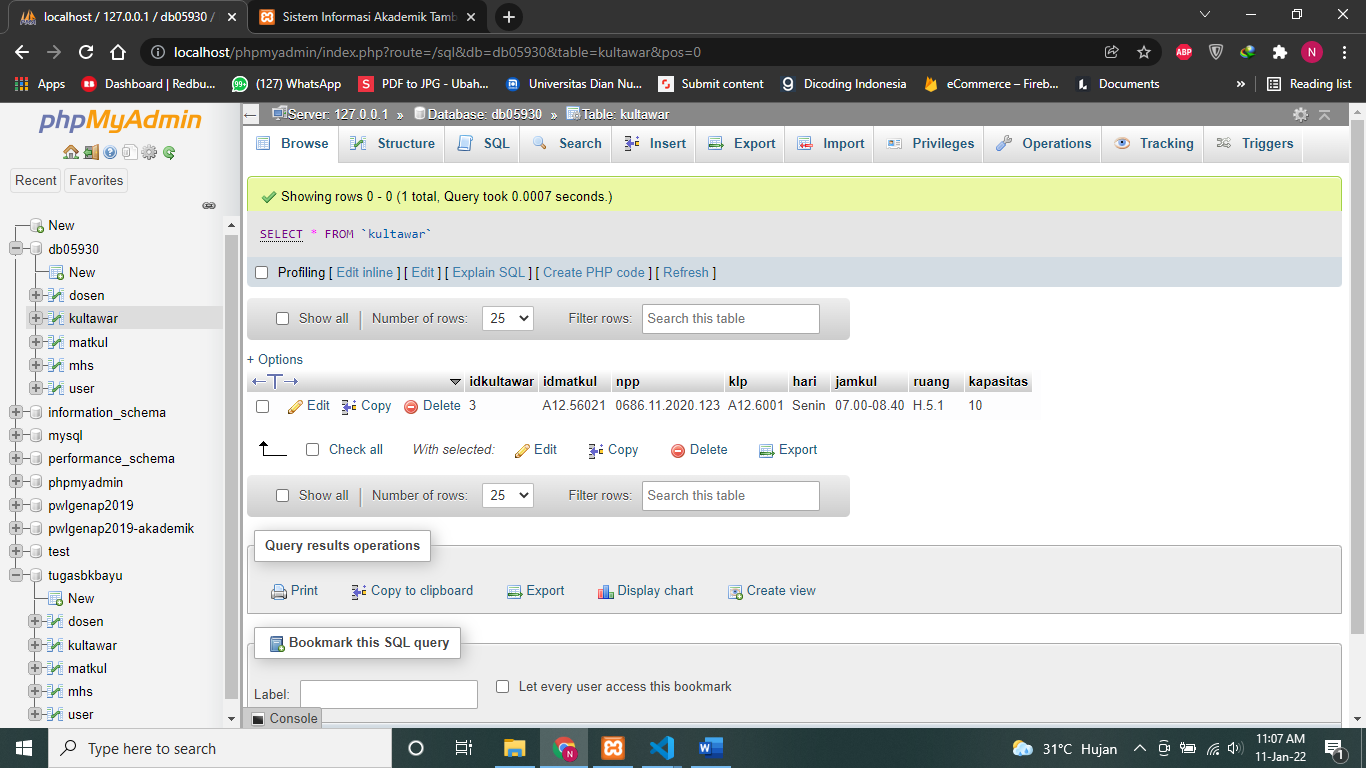 localhost / 127.0.0.1 / db05930 /
Sistem Informasi Akademik Tamb
localhost/phpmyadmin/index.php?route=/sql&db=db05930&table=kultawar&pos=0
ABP
N
Apps
Dashboard | Redbu...
99+
(127) WhatsApp
S
PDF to JPG - Ubah...
Universitas Dian Nu...
Submit content
Dicoding Indonesia
eCommerce – Fireb...
Documents
»
Reading list
phpMyAdmin
Recent
Favorites
New
db05930
New
dosen
kultawar
matkul
mhs
user
information_schema
mysql
performance_schema
phpmyadmin
pwlgenap2019
pwlgenap2019-akademik
test
tugasbkbayu
New
dosen
kultawar
matkul
mhs
user
Server: 127.0.0.1 » Database: db05930 » Table: kultawar
Browse Structure SQL Search Insert Export Import Privileges Operations Tracking Triggers
Showing rows 0 - 0 (1 total, Query took 0.0007 seconds.)
SELECT * FROM `kultawar`
Profiling [ Edit inline ] [ Edit ] [ Explain SQL ] [ Create PHP code ] [ Refresh ]
Show all | Number of rows: 25 Filter rows: Search this table
+ Options
←T→ idkultawar idmatkul npp klp hari jamkul ruang kapasitas
Edit Copy Delete 3 A12.56021 0686.11.2020.123 A12.6001 Senin 07.00-08.40 H.5.1 10
Check all With selected: Edit Copy Delete Export
Show all | Number of rows: 25 Filter rows: Search this table
Query results operations
Print Copy to clipboard Export Display chart Create view
Bookmark this SQL query
Label:
Let every user access this bookmark
Console
Type here to search
N
W
31°C Hujan
11:07 AM
11-Jan-22
1